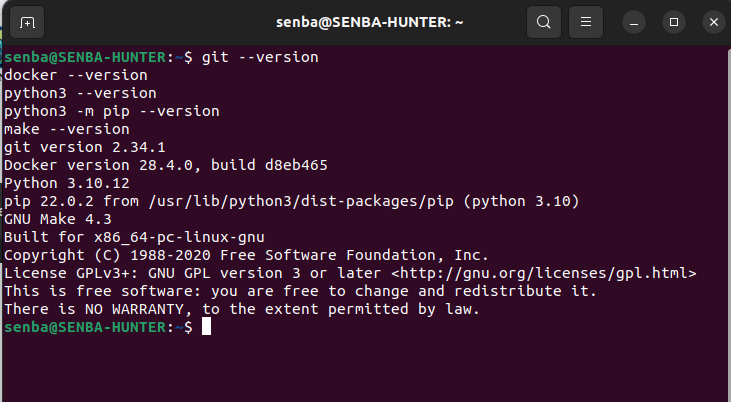 senba@SENBA-HUNTER: ~
senba@SENBA-HUNTER:~$ git --version
docker --version
python3 --version
python3 -m pip --version
make --version
git version 2.34.1
Docker version 28.4.0, build d8eb465
Python 3.10.12
pip 22.0.2 from /usr/lib/python3/dist-packages/pip (python 3.10)
GNU Make 4.3
Built for x86_64-pc-linux-gnu
Copyright (C) 1988-2020 Free Software Foundation, Inc.
License GPLv3+: GNU GPL version 3 or later <http://gnu.org/licenses/gpl.html>
This is free software: you are free to change and redistribute it.
There is NO WARRANTY, to the extent permitted by law.
senba@SENBA-HUNTER:~$